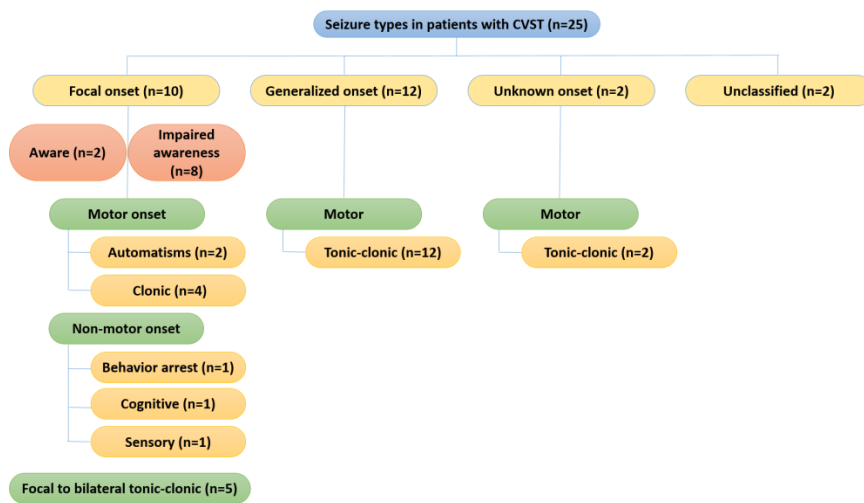 Seizure types in patients with CVST (n=25)
Focal onset (n=10)
Generalized onset (n=12)
Unknown onset (n=2)
Unclassified (n=2)
Aware (n=2)
Impaired
awareness
(n=8)
Motor onset
Motor
Motor
Automatisms (n=2)
Tonic-clonic (n=12)
Tonic-clonic (n=2)
Clonic (n=4)
Non-motor onset
Behavior arrest (n=1)
Cognitive (n=1)
Sensory (n=1)
Focal to bilateral tonic-clonic (n=5)